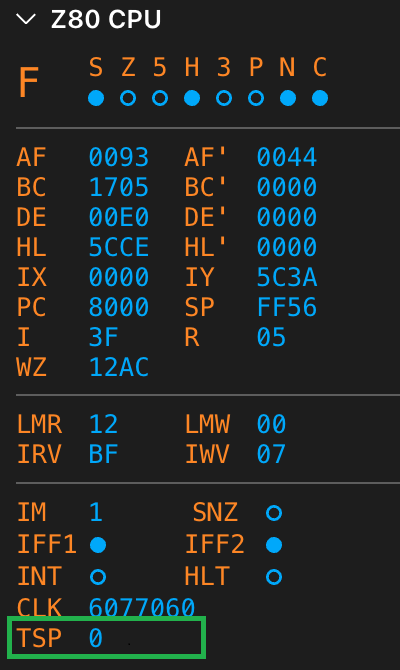 Z80 CPU
F S Z 5 H 3 P N C
AF 0093 AF' 0044
BC 1705 BC' 0000
DE 00E0 DE' 0000
HL 5CCE HL' 0000
IX 0000 IY 5C3A
PC 8000 SP FF56
I 3F R 05
WZ 12AC
LMR 12 LMW 00
IRV BF IWV 07
IM 1 SNZ
IFF1 IFF2
INT HLT
CLK 6077060
TSP 0